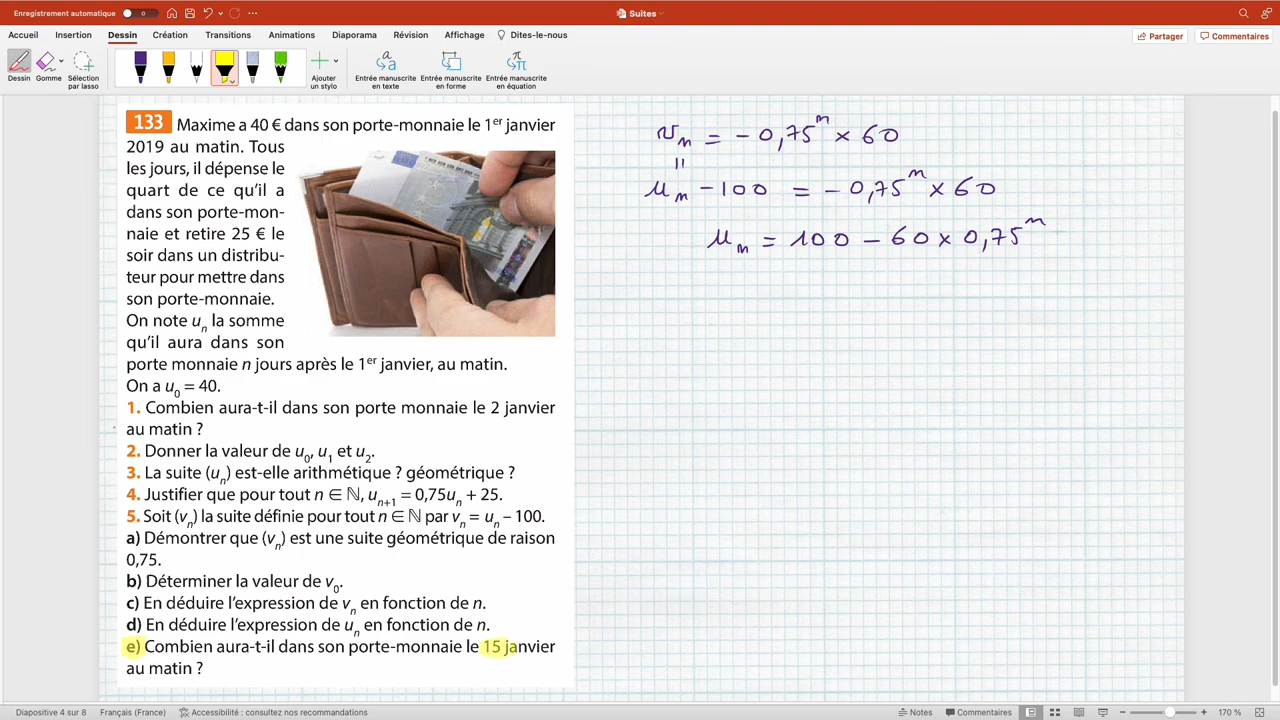 Enregistrement automatique
Suites
Accueil Insertion Dessin Création Transitions Animations Diaporama Révision Affichage Dites-le-nous
Partager Commentaires
Dessin
Gomme
Sélection
par lasso
Ajouter
un stylo
Entrée manuscrite
en texte
Entrée manuscrite
en forme
Entrée manuscrite
en équation
133 Maxime a 40 € dans son porte-monnaie le 1er janvier
2019 au matin. Tous
les jours, il dépense le
quart de ce qu'il a
dans son porte-mon-
naie et retire 25 € le
soir dans un distribu-
teur pour mettre dans
son porte-monnaie.
On note un la somme
qu'il aura dans son
porte monnaie n jours après le 1er janvier, au matin.
On a u0 = 40.
1. Combien aura-t-il dans son porte monnaie le 2 janvier
au matin ?
2. Donner la valeur de u0, u1 et u2.
3. La suite (un) est-elle arithmétique ? géométrique ?
4. Justifier que pour tout n ∈ ℕ, un+1 = 0,75un + 25.
5. Soit (vn) la suite définie pour tout n ∈ ℕ par vn = un – 100.
a) Démontrer que (vn) est une suite géométrique de raison
0,75.
b) Déterminer la valeur de v0.
c) En déduire l'expression de vn en fonction de n.
d) En déduire l'expression de un en fonction de n.
e) Combien aura-t-il dans son porte-monnaie le 15 janvier
au matin ?
vn = - 0,75^n × 60
un - 100 = - 0,75^n × 60
un = 100 - 60 × 0,75^n
Diapositive 4 sur 8 Français (France) Accessibilité : consultez nos recommandations
Notes Commentaires 170 %